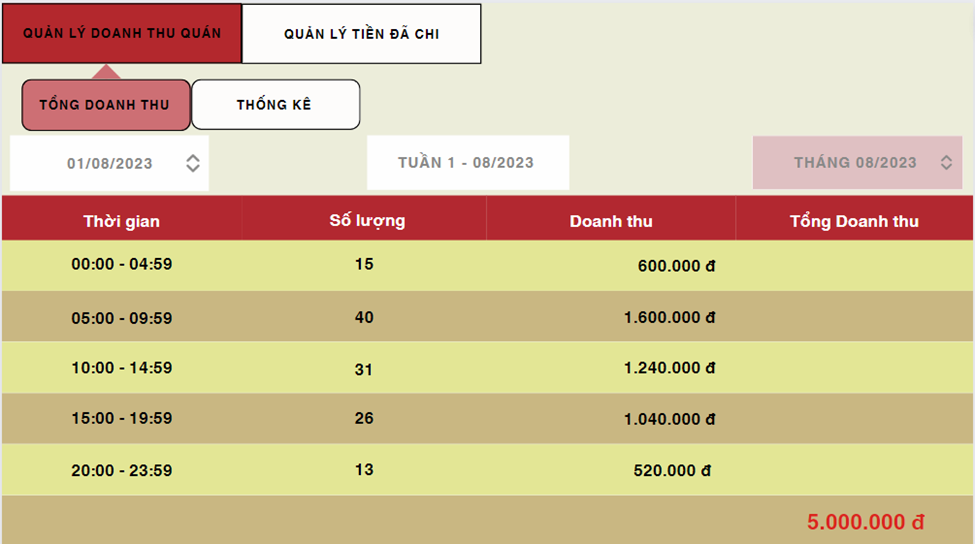 QUẢN LÝ DOANH THU QUÁN QUẢN LÝ TIỀN ĐÃ CHI
TỔNG DOANH THU THỐNG KÊ
01/08/2023 TUẦN 1 - 08/2023 THÁNG 08/2023
Thời gian Số lượng Doanh thu Tổng Doanh thu
00:00 - 04:59 15 600.000 đ
05:00 - 09:59 40 1.600.000 đ
10:00 - 14:59 31 1.240.000 đ
15:00 - 19:59 26 1.040.000 đ
20:00 - 23:59 13 520.000 đ
5.000.000 đ